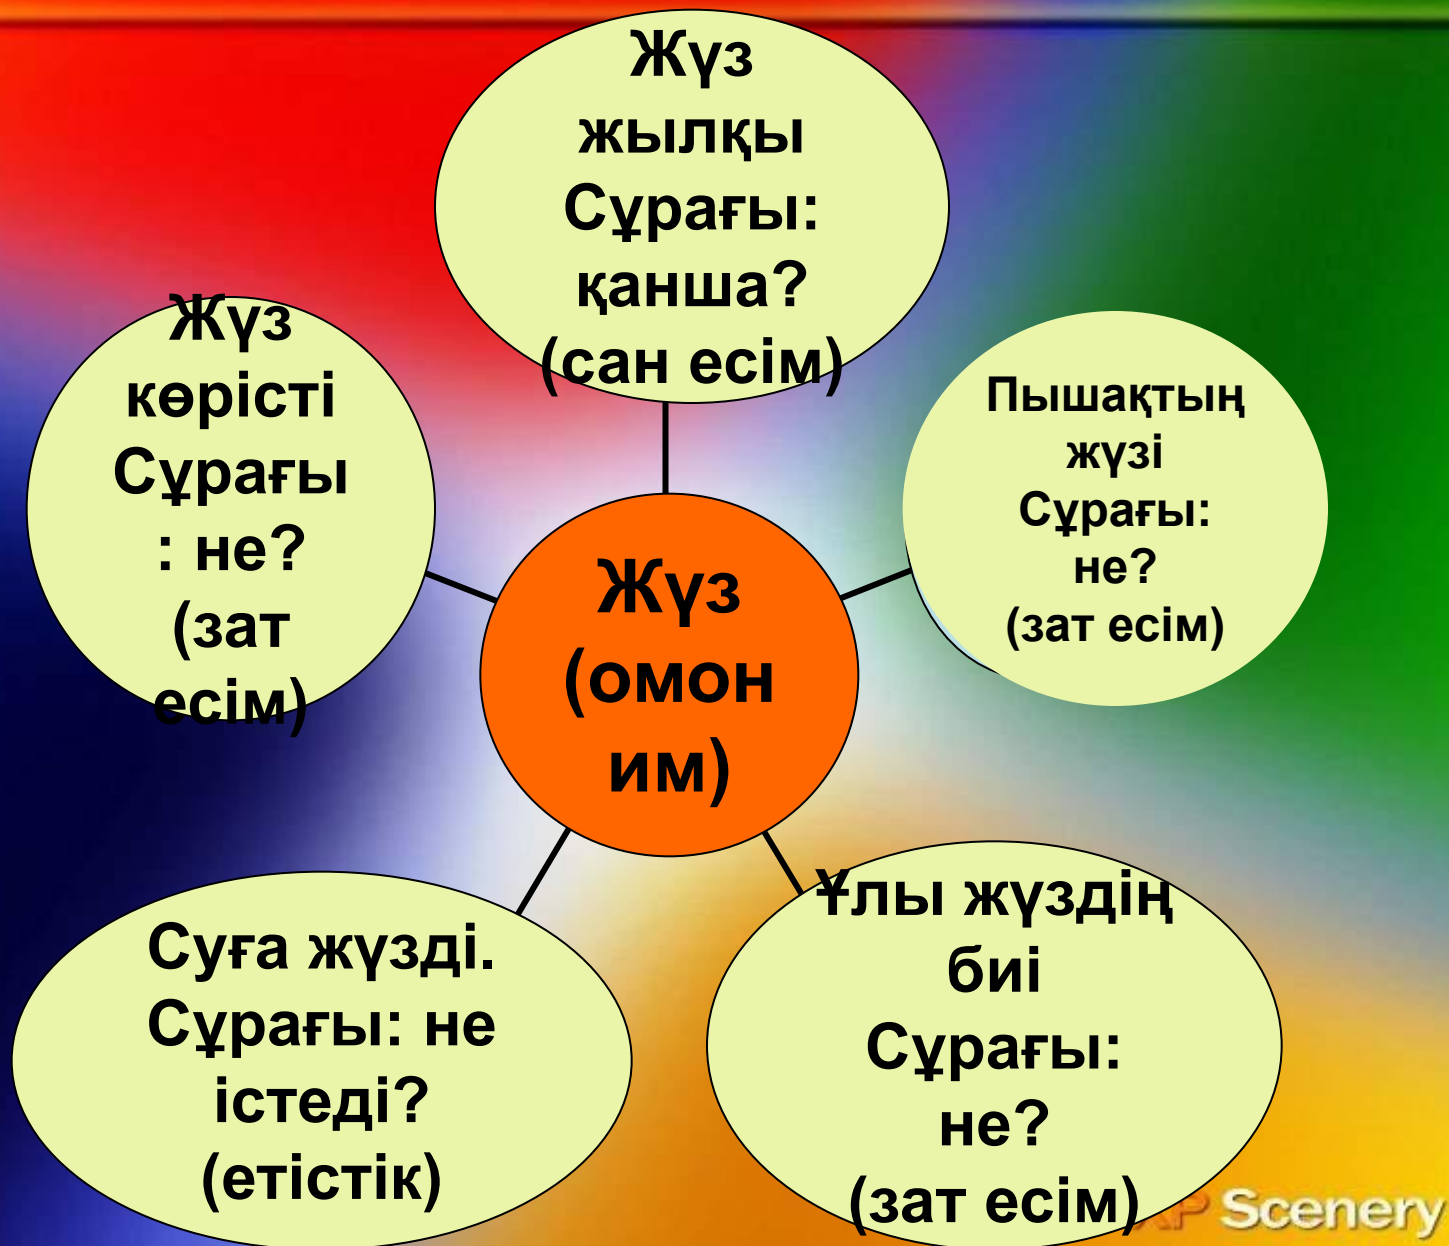 Жүз
жылқы
Сұрағы:
қанша?
(сан есім)
Жүз
көрісті
Сұрағы
: не?
(зат
есім)
Пышақтың
жүзі
Сұрағы:
не?
(зат есім)
Жүз
(омон
им)
Суға жүзді.
Сұрағы: не
істеді?
(етістік)
Ұлы жүздің
биі
Сұрағы:
не?
(зат есім)
XP Scenery